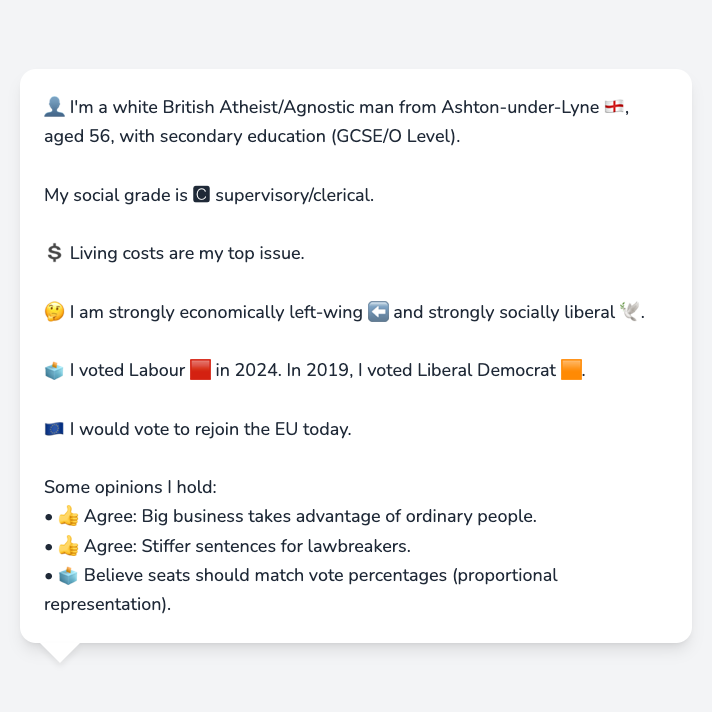 👤 I'm a white British Atheist/Agnostic man from Ashton-under-Lyne 🏴󠁧󠁢󠁥󠁮󠁧󠁿,
aged 56, with secondary education (GCSE/O Level).
My social grade is 🅲 supervisory/clerical.
💲 Living costs are my top issue.
🤔 I am strongly economically left-wing ⬅️ and strongly socially liberal 🕊️.
🗳️ I voted Labour 🟥 in 2024. In 2019, I voted Liberal Democrat 🟧.
🇪🇺 I would vote to rejoin the EU today.
Some opinions I hold:
• 👍 Agree: Big business takes advantage of ordinary people.
• 👍 Agree: Stiffer sentences for lawbreakers.
• 🗳️ Believe seats should match vote percentages (proportional
representation).